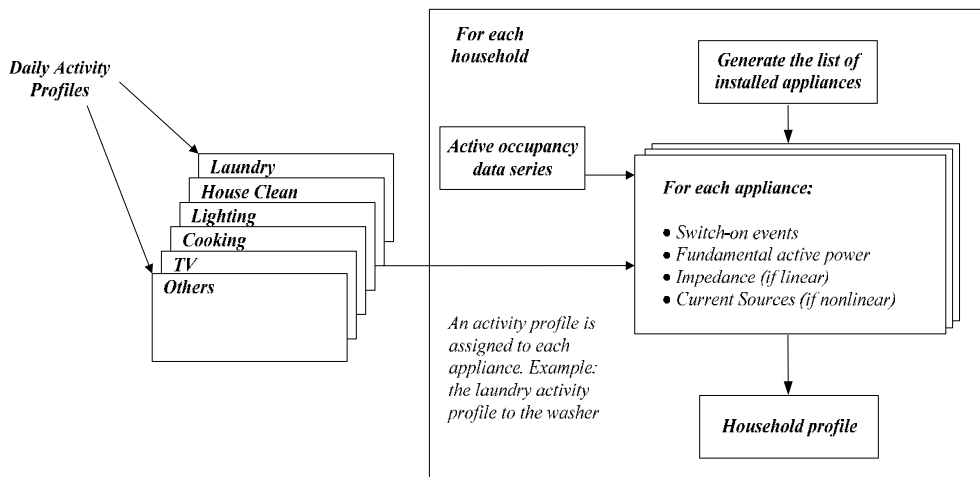 Daily Activity
Profiles
Laundry
House Clean
Lighting
Cooking
TV
Others
For each
household
Generate the list of
installed appliances
Active occupancy
data series
For each appliance:
• Switch-on events
• Fundamental active power
• Impedance (if linear)
• Current Sources (if nonlinear)
An activity profile is
assigned to each
appliance. Example:
the laundry activity
profile to the washer
Household profile